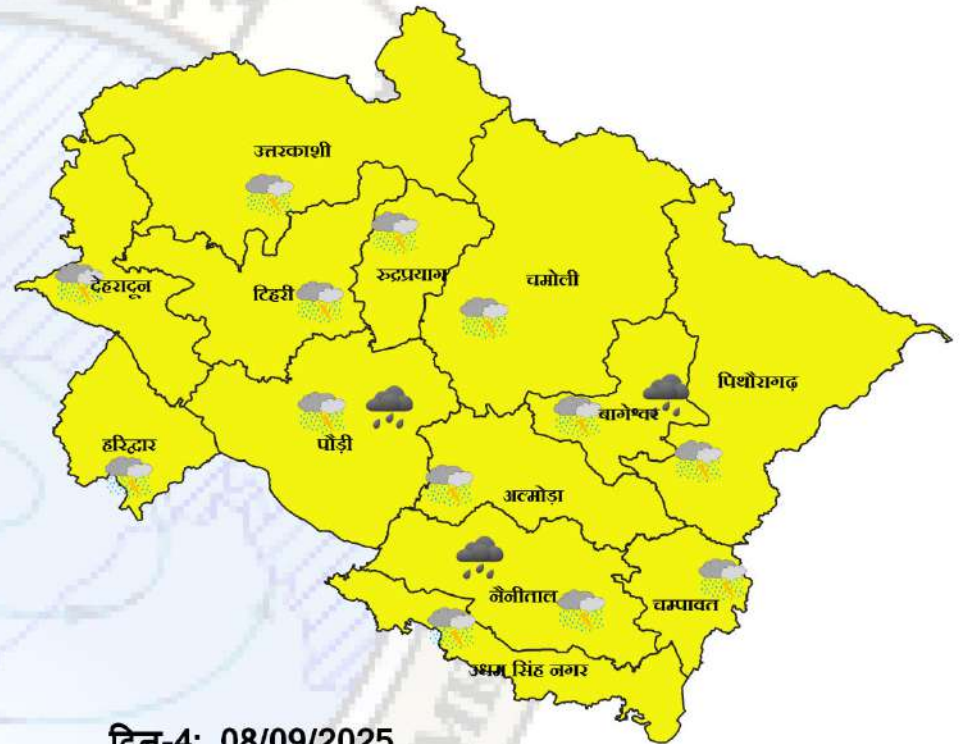 उत्तरकाशी
रुद्रप्रयाग
देहरादून
टिहरी
चमोली
पिथौरागढ़
बागेश्वर
हरिद्वार
पौड़ी
अल्मोड़ा
नैनीताल
चम्पावत
उधम सिंह नगर
दिन-4: 08/09/2025